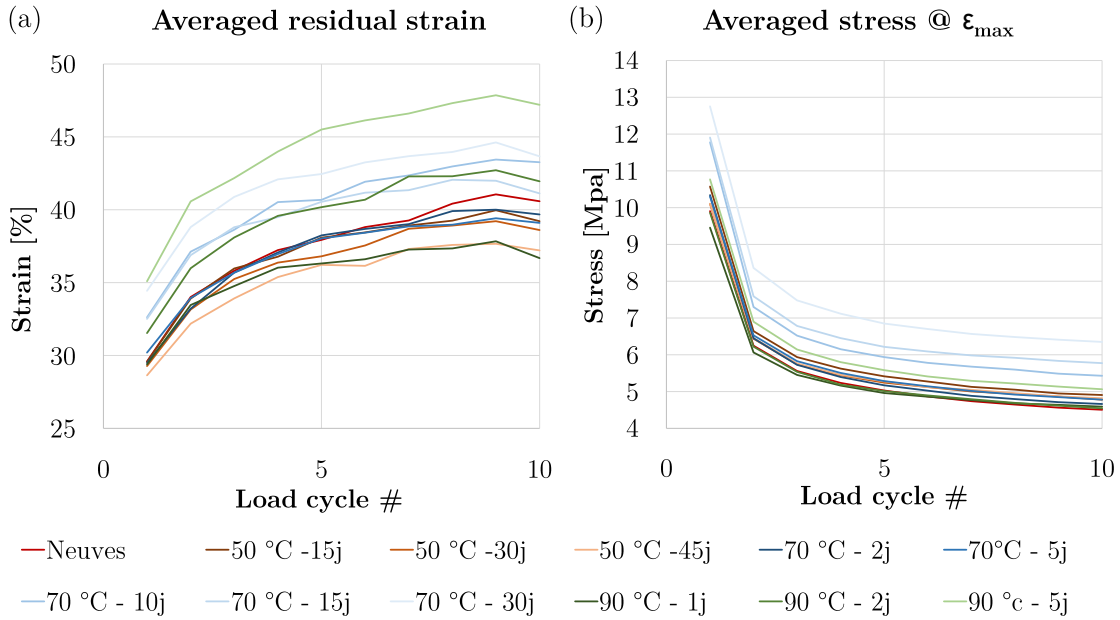 (a) Averaged residual strain
Strain [%]
50
45
40
35
30
25
0 5 10
Load cycle #
(b) Averaged stress @ εmax
Stress [Mpa]
14
13
12
11
10
9
8
7
6
5
4
0 5 10
Load cycle #
Neuves 50 °C -15j 50 °C -30j 50 °C -45j 70 °C - 2j 70°C - 5j
70 °C - 10j 70 °C - 15j 70 °C - 30j 90 °C - 1j 90 °C - 2j 90 °c - 5j